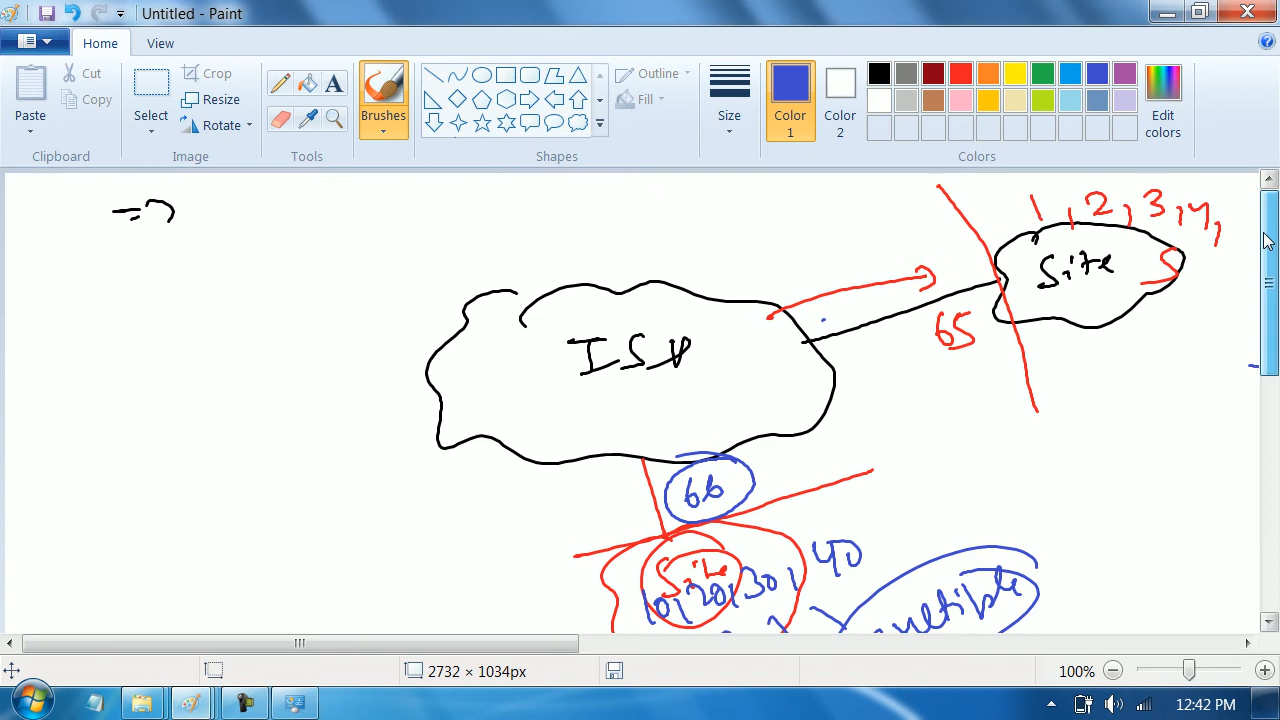 Untitled - Paint
Home
View
Paste
Cut
Copy
Clipboard
Select
Crop
Resize
Rotate
Image
Tools
Brushes
Outline
Fill
Shapes
Size
Color 1
Color 2
Edit colors
Colors
=>
1, 2, 3, 4,
Site 5
65
ISP
66
Site
10, 20, 30, 40
multiple
2732 × 1034px
100%
12:42 PM